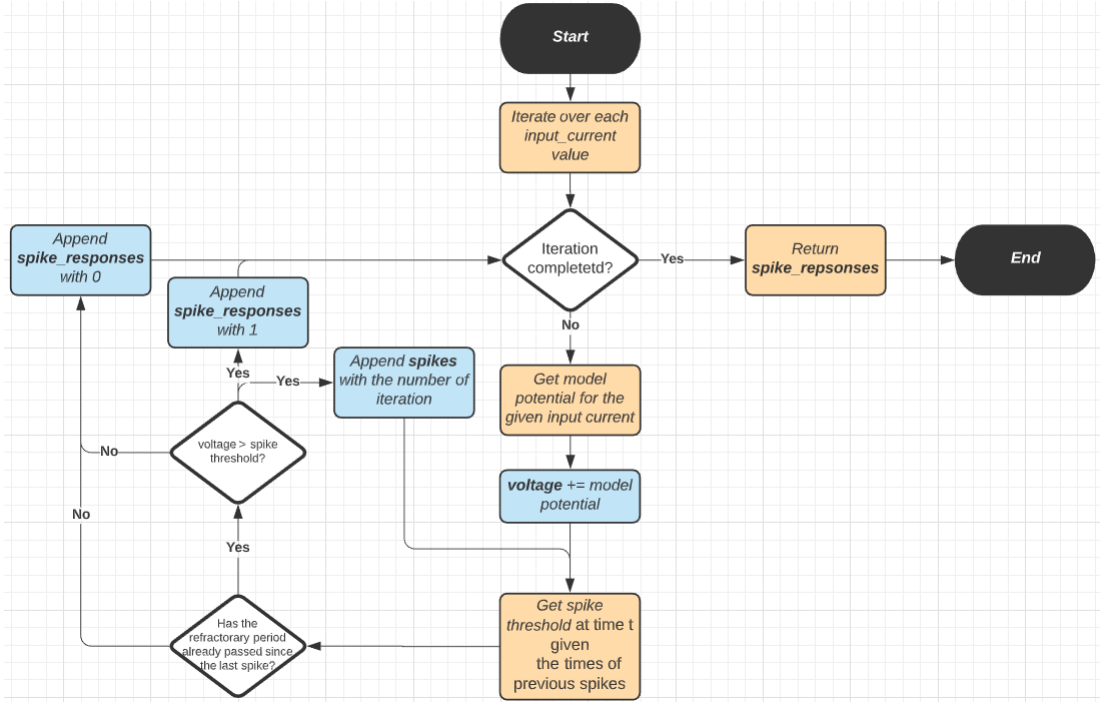 Start
Iterate over each
input_current
value
Iteration
completetd?
Yes
Return
spike_repsonses
End
No
Get model
potential for the
given input current
voltage += model
potential
Get spike
threshold at time t
given
the times of
previous spikes
Has the
refractorary period
already passed since
the last spike?
Yes
No
voltage > spike
threshold?
No
Yes
Yes
Append spikes
with the number of
iteration
Append
spike_responses
with 1
Append
spike_responses
with 0